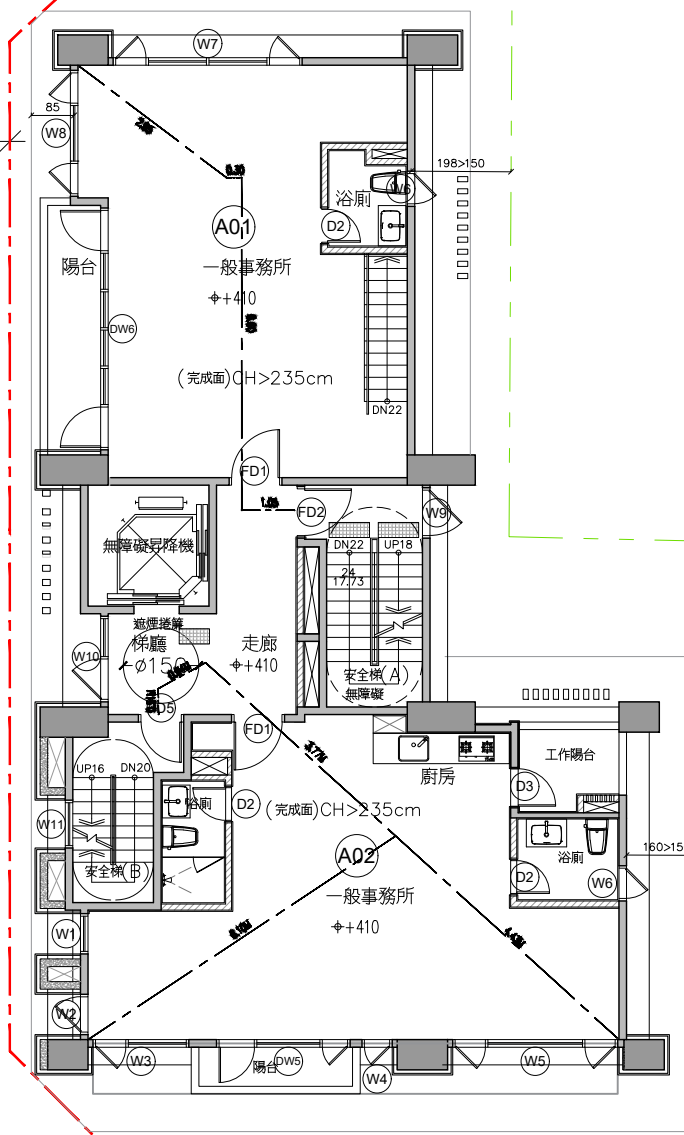 W7
85
W8
198>150
浴廁
W6
D2
A01
陽台
一般事務所
+410
DW6
(完成面)CH>235cm
DN22
FD1
FD2
W9
無障礙昇降機
DN22
UP18
24
17.73
遮煙捲簾
梯廳
走廊
W10
ø150
+410
安全梯(A)
無障礙
D5
FD1
3.776
廚房
工作陽台
UP16
DN20
浴廁
D2
(完成面)CH>235cm
D3
W11
A02
浴廁
160>15
安全梯(B)
D2
W6
一般事務所
W1
+410
W2
W3
陽台
DW5
W4
W5